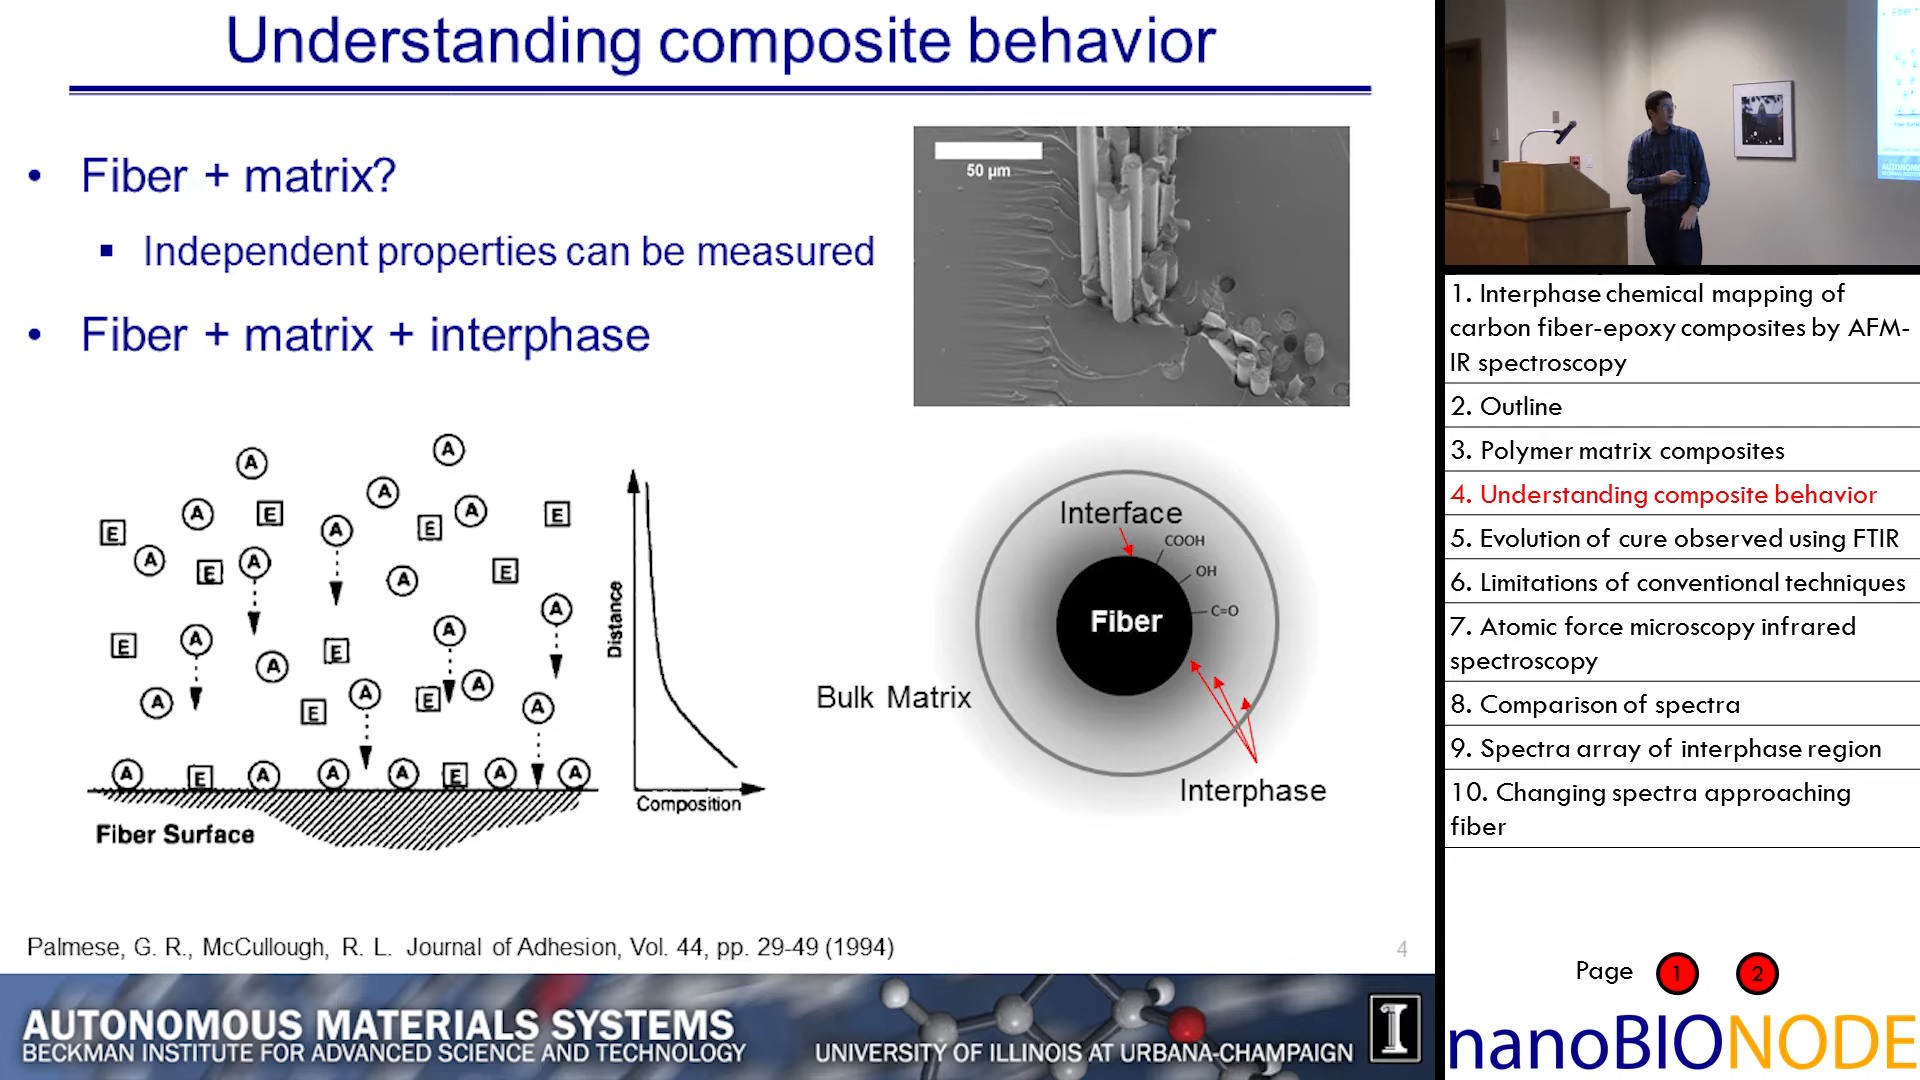 Understanding composite behavior
• Fiber + matrix?
▪ Independent properties can be measured
• Fiber + matrix + interphase
50 µm
A
A
A
E
A
E
A
E
A
E
E
A
E
A
A
E
A
A
E
A
A
E
A
A
E
A
E
A
A
A
E
A
A
A
E
A
A
Fiber Surface
Distance
Composition
Interface
COOH
OH
C=O
Fiber
Bulk Matrix
Interphase
Palmese, G. R., McCullough, R. L. Journal of Adhesion, Vol. 44, pp. 29-49 (1994)
4
AUTONOMOUS MATERIALS SYSTEMS
BECKMAN INSTITUTE FOR ADVANCED SCIENCE AND TECHNOLOGY
UNIVERSITY OF ILLINOIS AT URBANA-CHAMPAIGN
I
1. Interphase chemical mapping of
carbon fiber-epoxy composites by AFM-
IR spectroscopy
2. Outline
3. Polymer matrix composites
4. Understanding composite behavior
5. Evolution of cure observed using FTIR
6. Limitations of conventional techniques
7. Atomic force microscopy infrared
spectroscopy
8. Comparison of spectra
9. Spectra array of interphase region
10. Changing spectra approaching
fiber
Page 1 2
nanoBIONODE